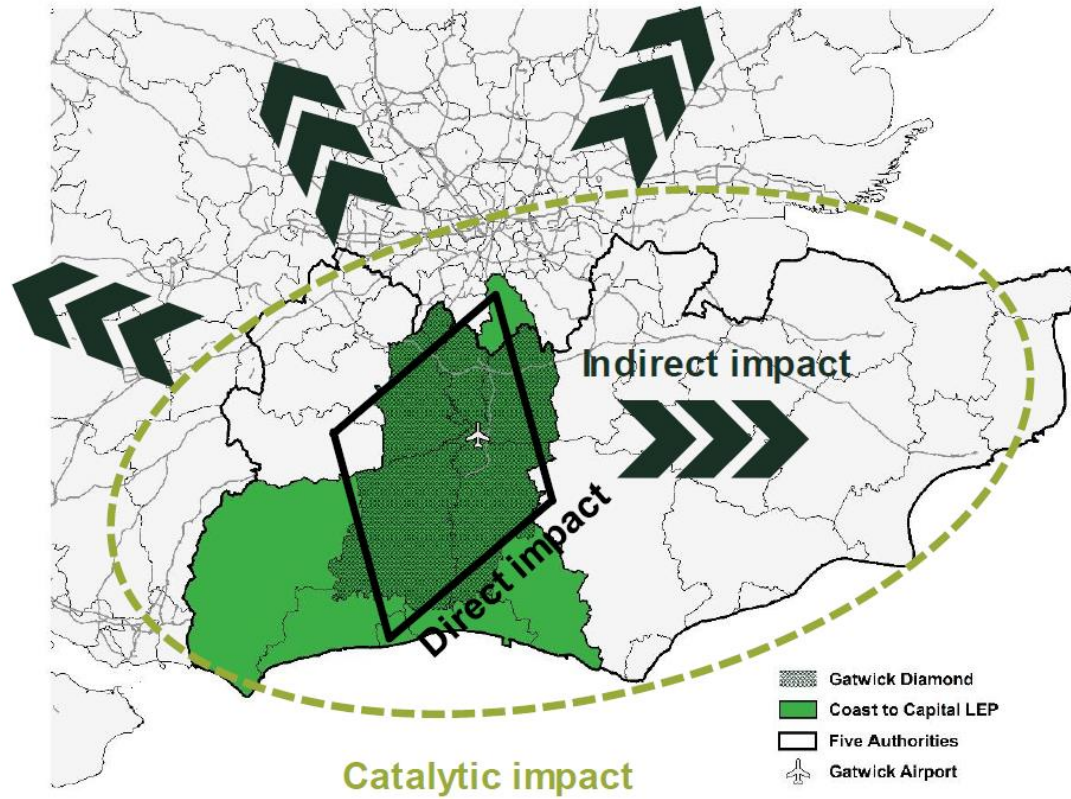 Indirect impact
Direct impact
Gatwick Diamond
Coast to Capital LEP
Five Authorities
Gatwick Airport
Catalytic impact